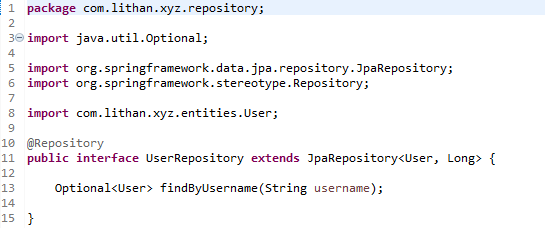 1 package com.lithan.xyz.repository;
2
3 import java.util.Optional;
4
5 import org.springframework.data.jpa.repository.JpaRepository;
6 import org.springframework.stereotype.Repository;
7
8 import com.lithan.xyz.entities.User;
9
10 @Repository
11 public interface UserRepository extends JpaRepository<User, Long> {
12
13     Optional<User> findByUsername(String username);
14
15 }